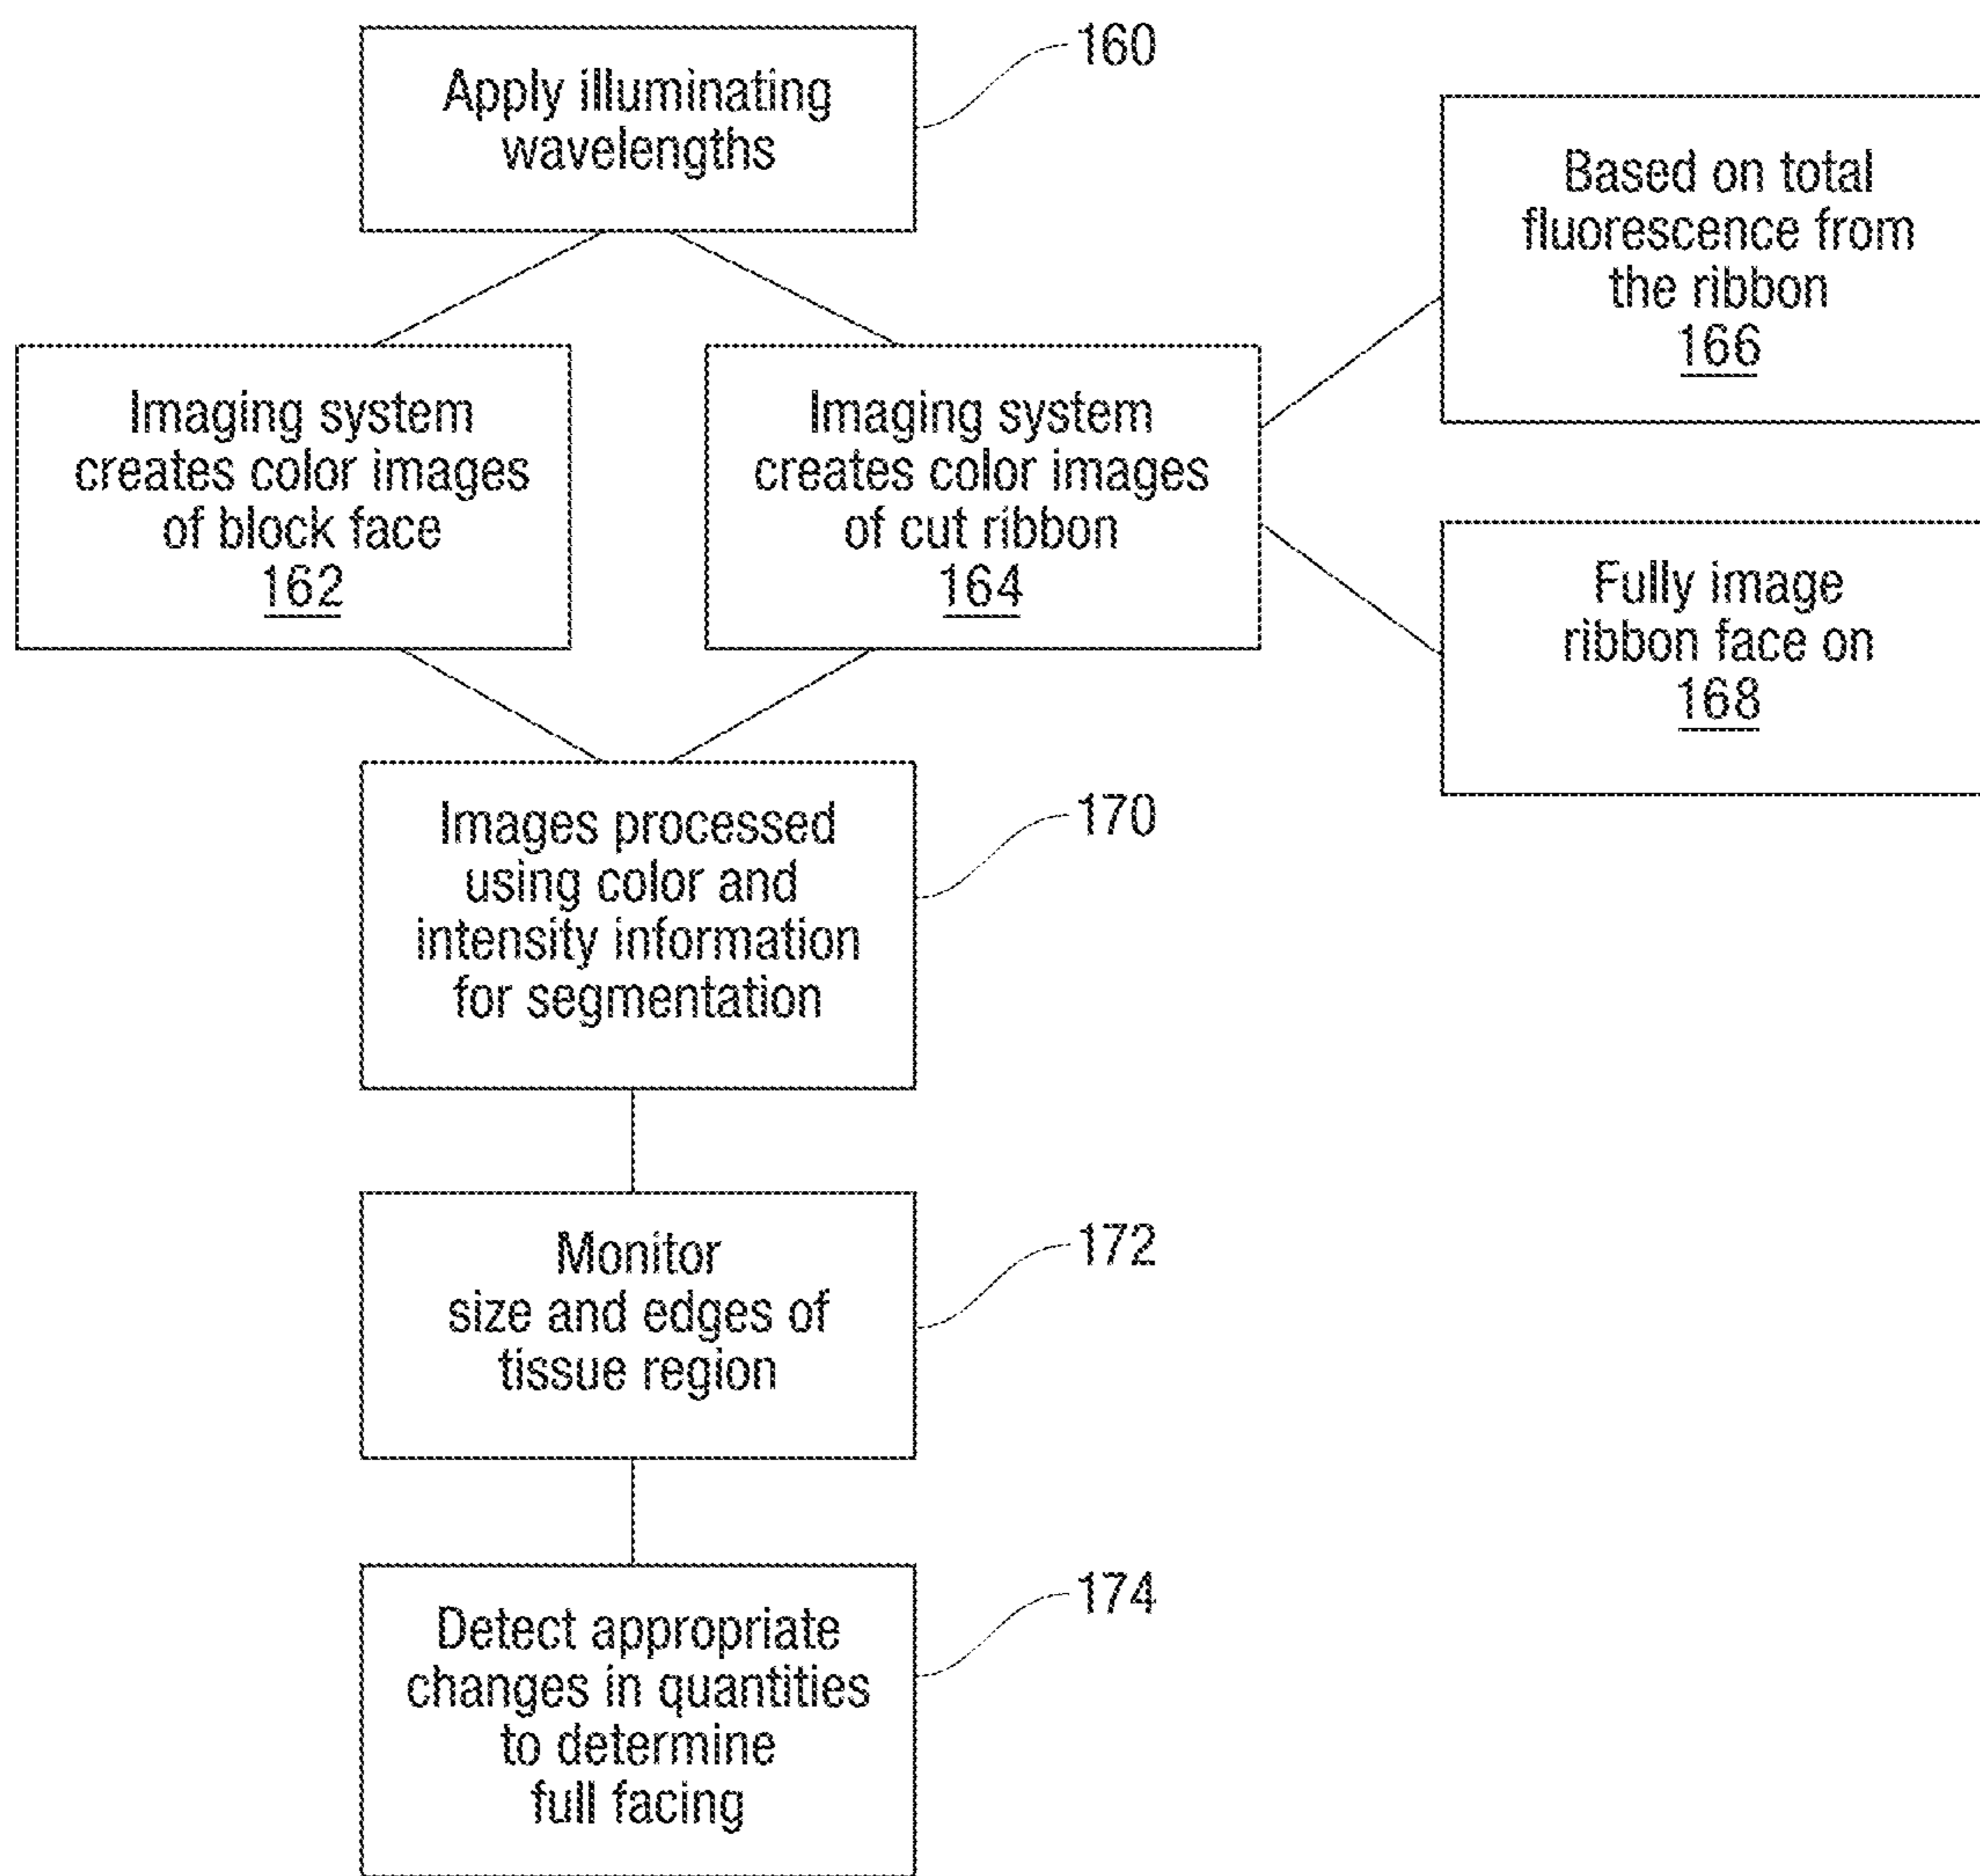 Apply illuminating
wavelengths
160
Based on total
fluorescence from
the ribbon
166
Imaging system
creates color images
of block face
162
Imaging system
creates color images
of cut ribbon
164
Fully image
ribbon face on
168
Images processed
using color and
intensity information
for segmentation
170
Monitor
size and edges of
tissue region
172
Detect appropriate
changes in quantities
to determine
full facing
174